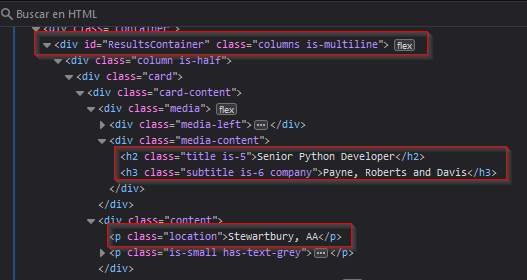 Buscar en HTML
<div class="container">
<div id="ResultsContainer" class="columns is-multiline"> flex
<div class="column is-half">
<div class="card">
<div class="card-content">
<div class="media"> flex
<div class="media-left"> ••• </div>
<div class="media-content">
<h2 class="title is-5">Senior Python Developer</h2>
<h3 class="subtitle is-6 company">Payne, Roberts and Davis</h3>
</div>
</div>
<div class="content">
<p class="location">Stewartbury, AA</p>
<p class="is-small has-text-grey"> ••• </p>
</div>